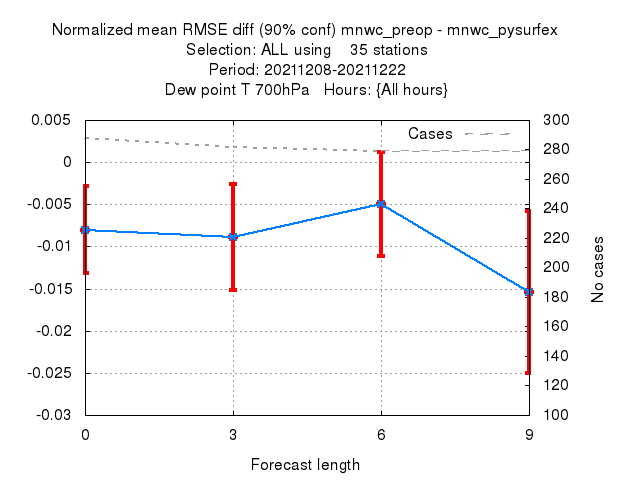 Normalized mean RMSE diff (90% conf) mnwc_preop - mnwc_pysurfex
Selection: ALL using    35 stations
Period: 20211208-20211222
Dew point T 700hPa   Hours: {All hours}
Cases
0.005
0
-0.005
-0.01
-0.015
-0.02
-0.025
-0.03
300
280
260
240
220
200
180
160
140
120
100
No cases
0 3 6 9
Forecast length